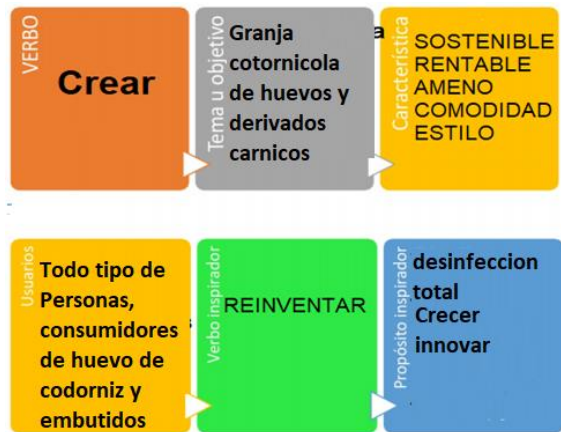 VERBO
Crear
Tema u objetivo
Granja
cotornicola
de huevos y
derivados
carnicos
a
Característica
SOSTENIBLE
RENTABLE
AMENO
COMODIDAD
ESTILO
Usuarios
Todo tipo de
Personas,
consumidores
de huevo de
codorniz y
embutidos
s
Verbo inspirador
REINVENTAR
Propósito inspirador
desinfeccion
total
Crecer
innovar